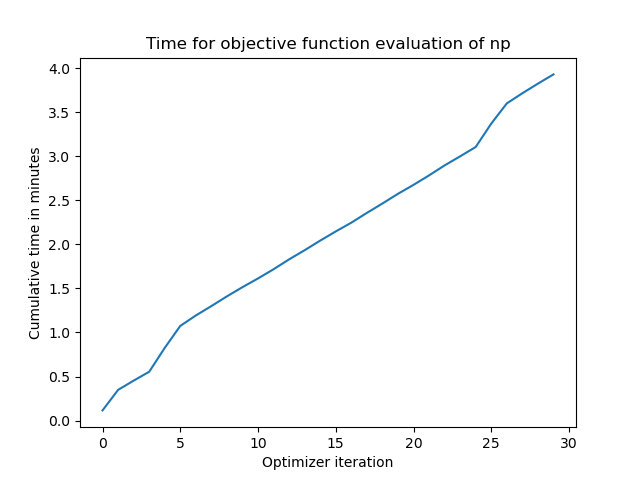 Time for objective function evaluation of np
Cumulative time in minutes
4.0
3.5
3.0
2.5
2.0
1.5
1.0
0.5
0.0
0 5 10 15 20 25 30
Optimizer iteration